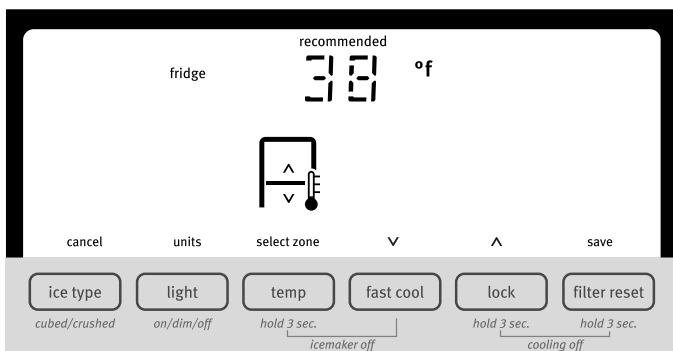 recommended
fridge 38 °f
cancel units select zone ∨ ∧ save
ice type light temp fast cool lock filter reset
cubed/crushed on/dim/off hold 3 sec. hold 3 sec. hold 3 sec.
icemaker off cooling off